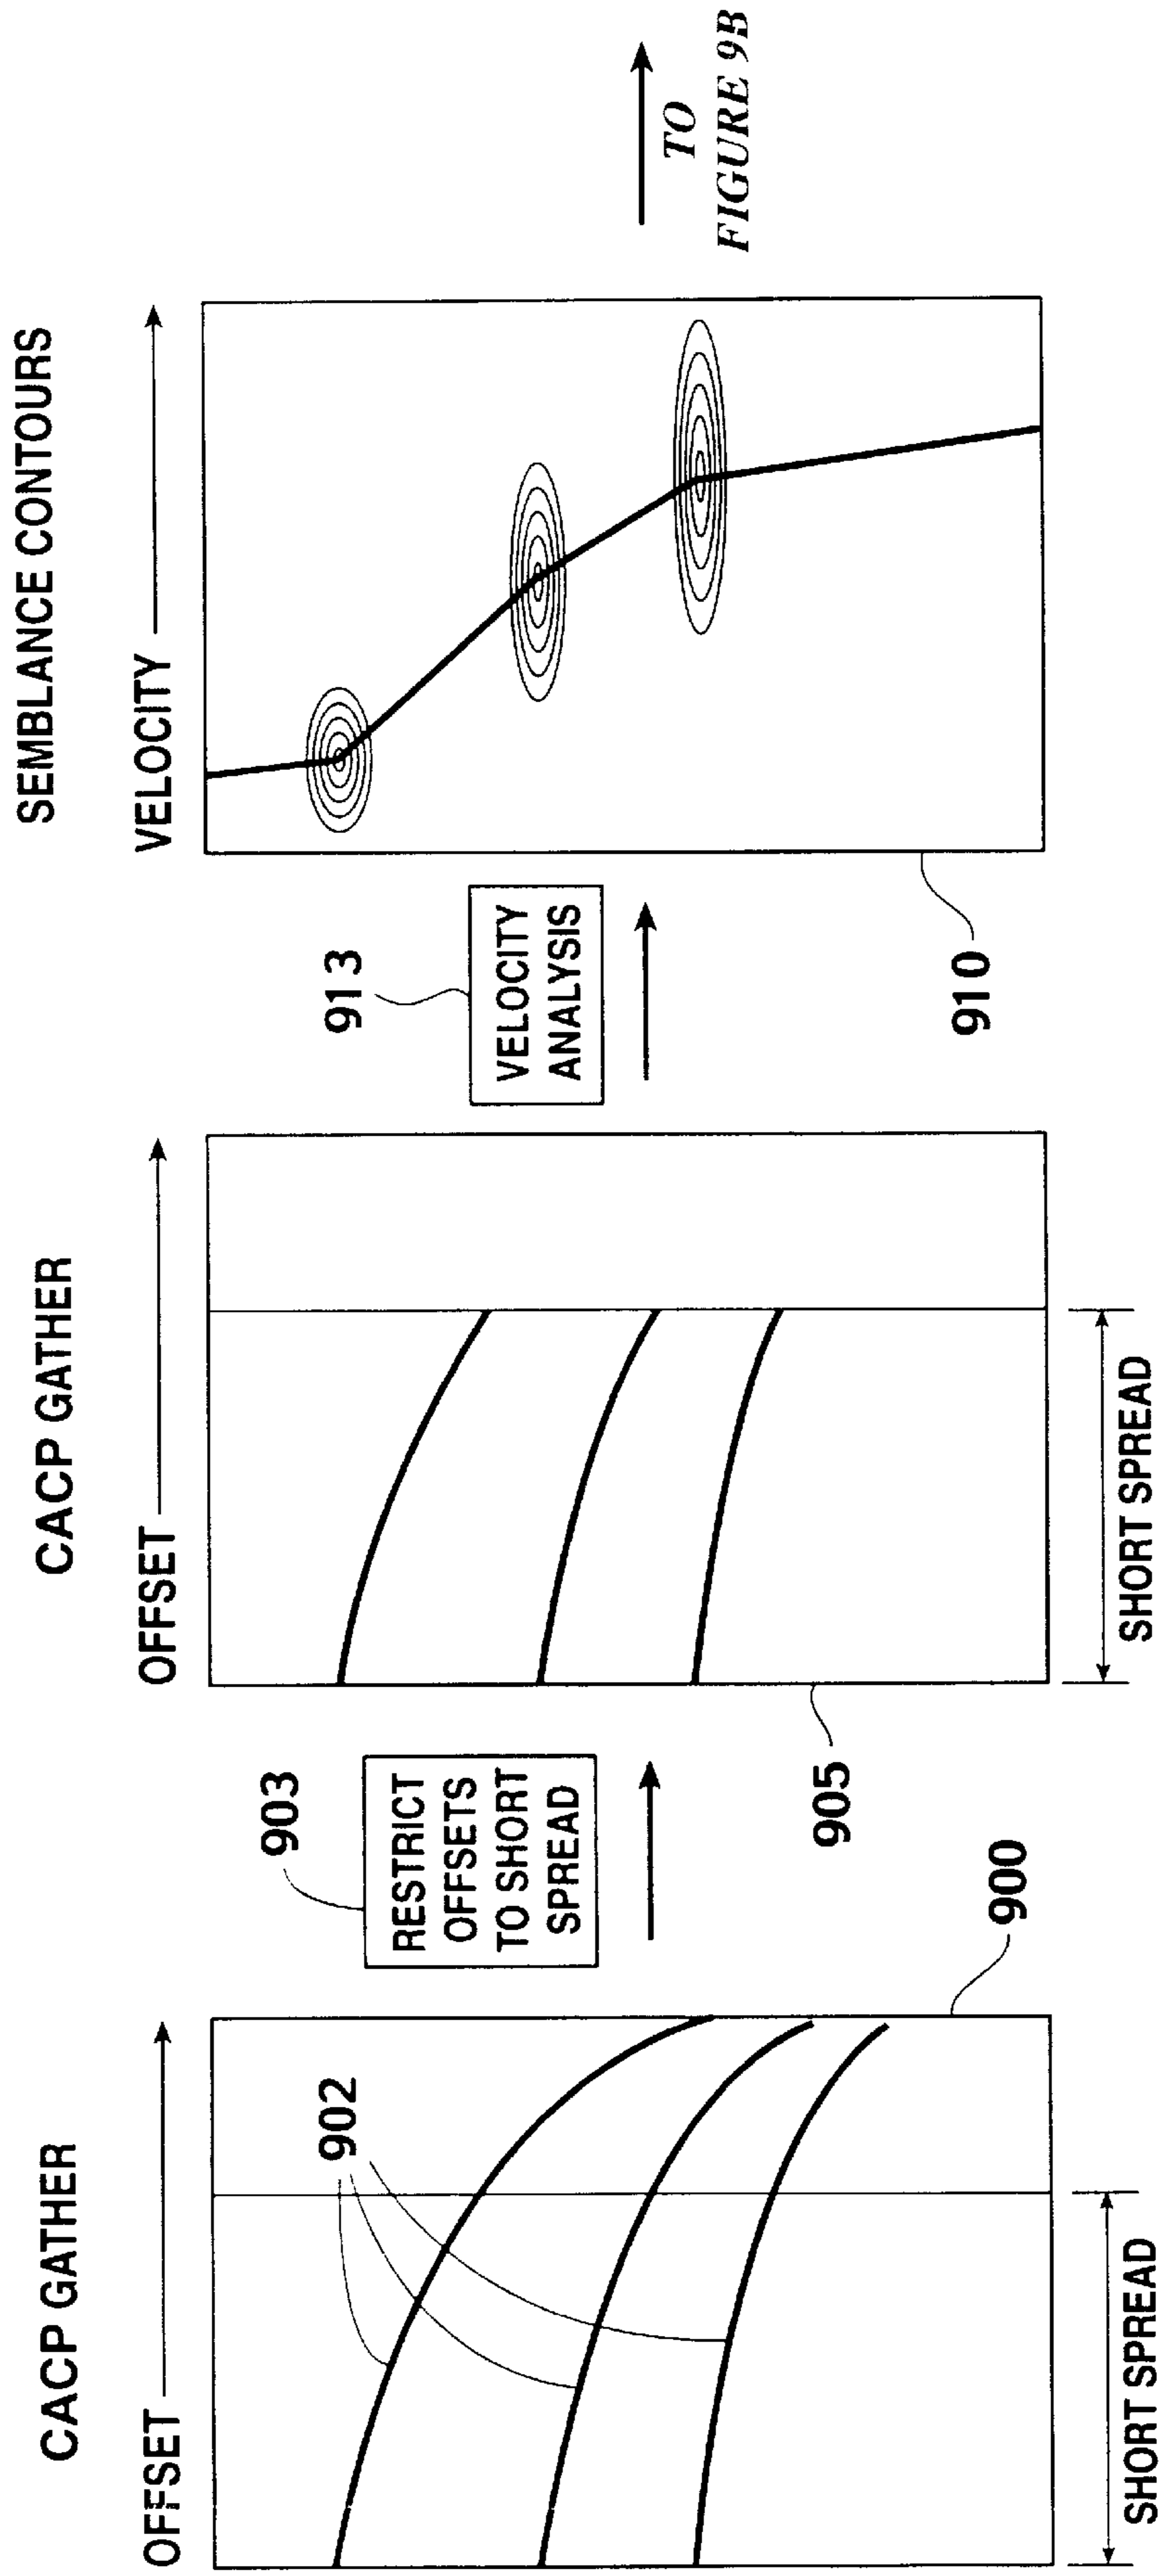 CACP GATHER
OFFSET
902
900
SHORT SPREAD
903
RESTRICT
OFFSETS
TO SHORT
SPREAD
CACP GATHER
OFFSET
905
SHORT SPREAD
913
VELOCITY
ANALYSIS
SEMBLANCE CONTOURS
VELOCITY
910
TO
FIGURE 9B